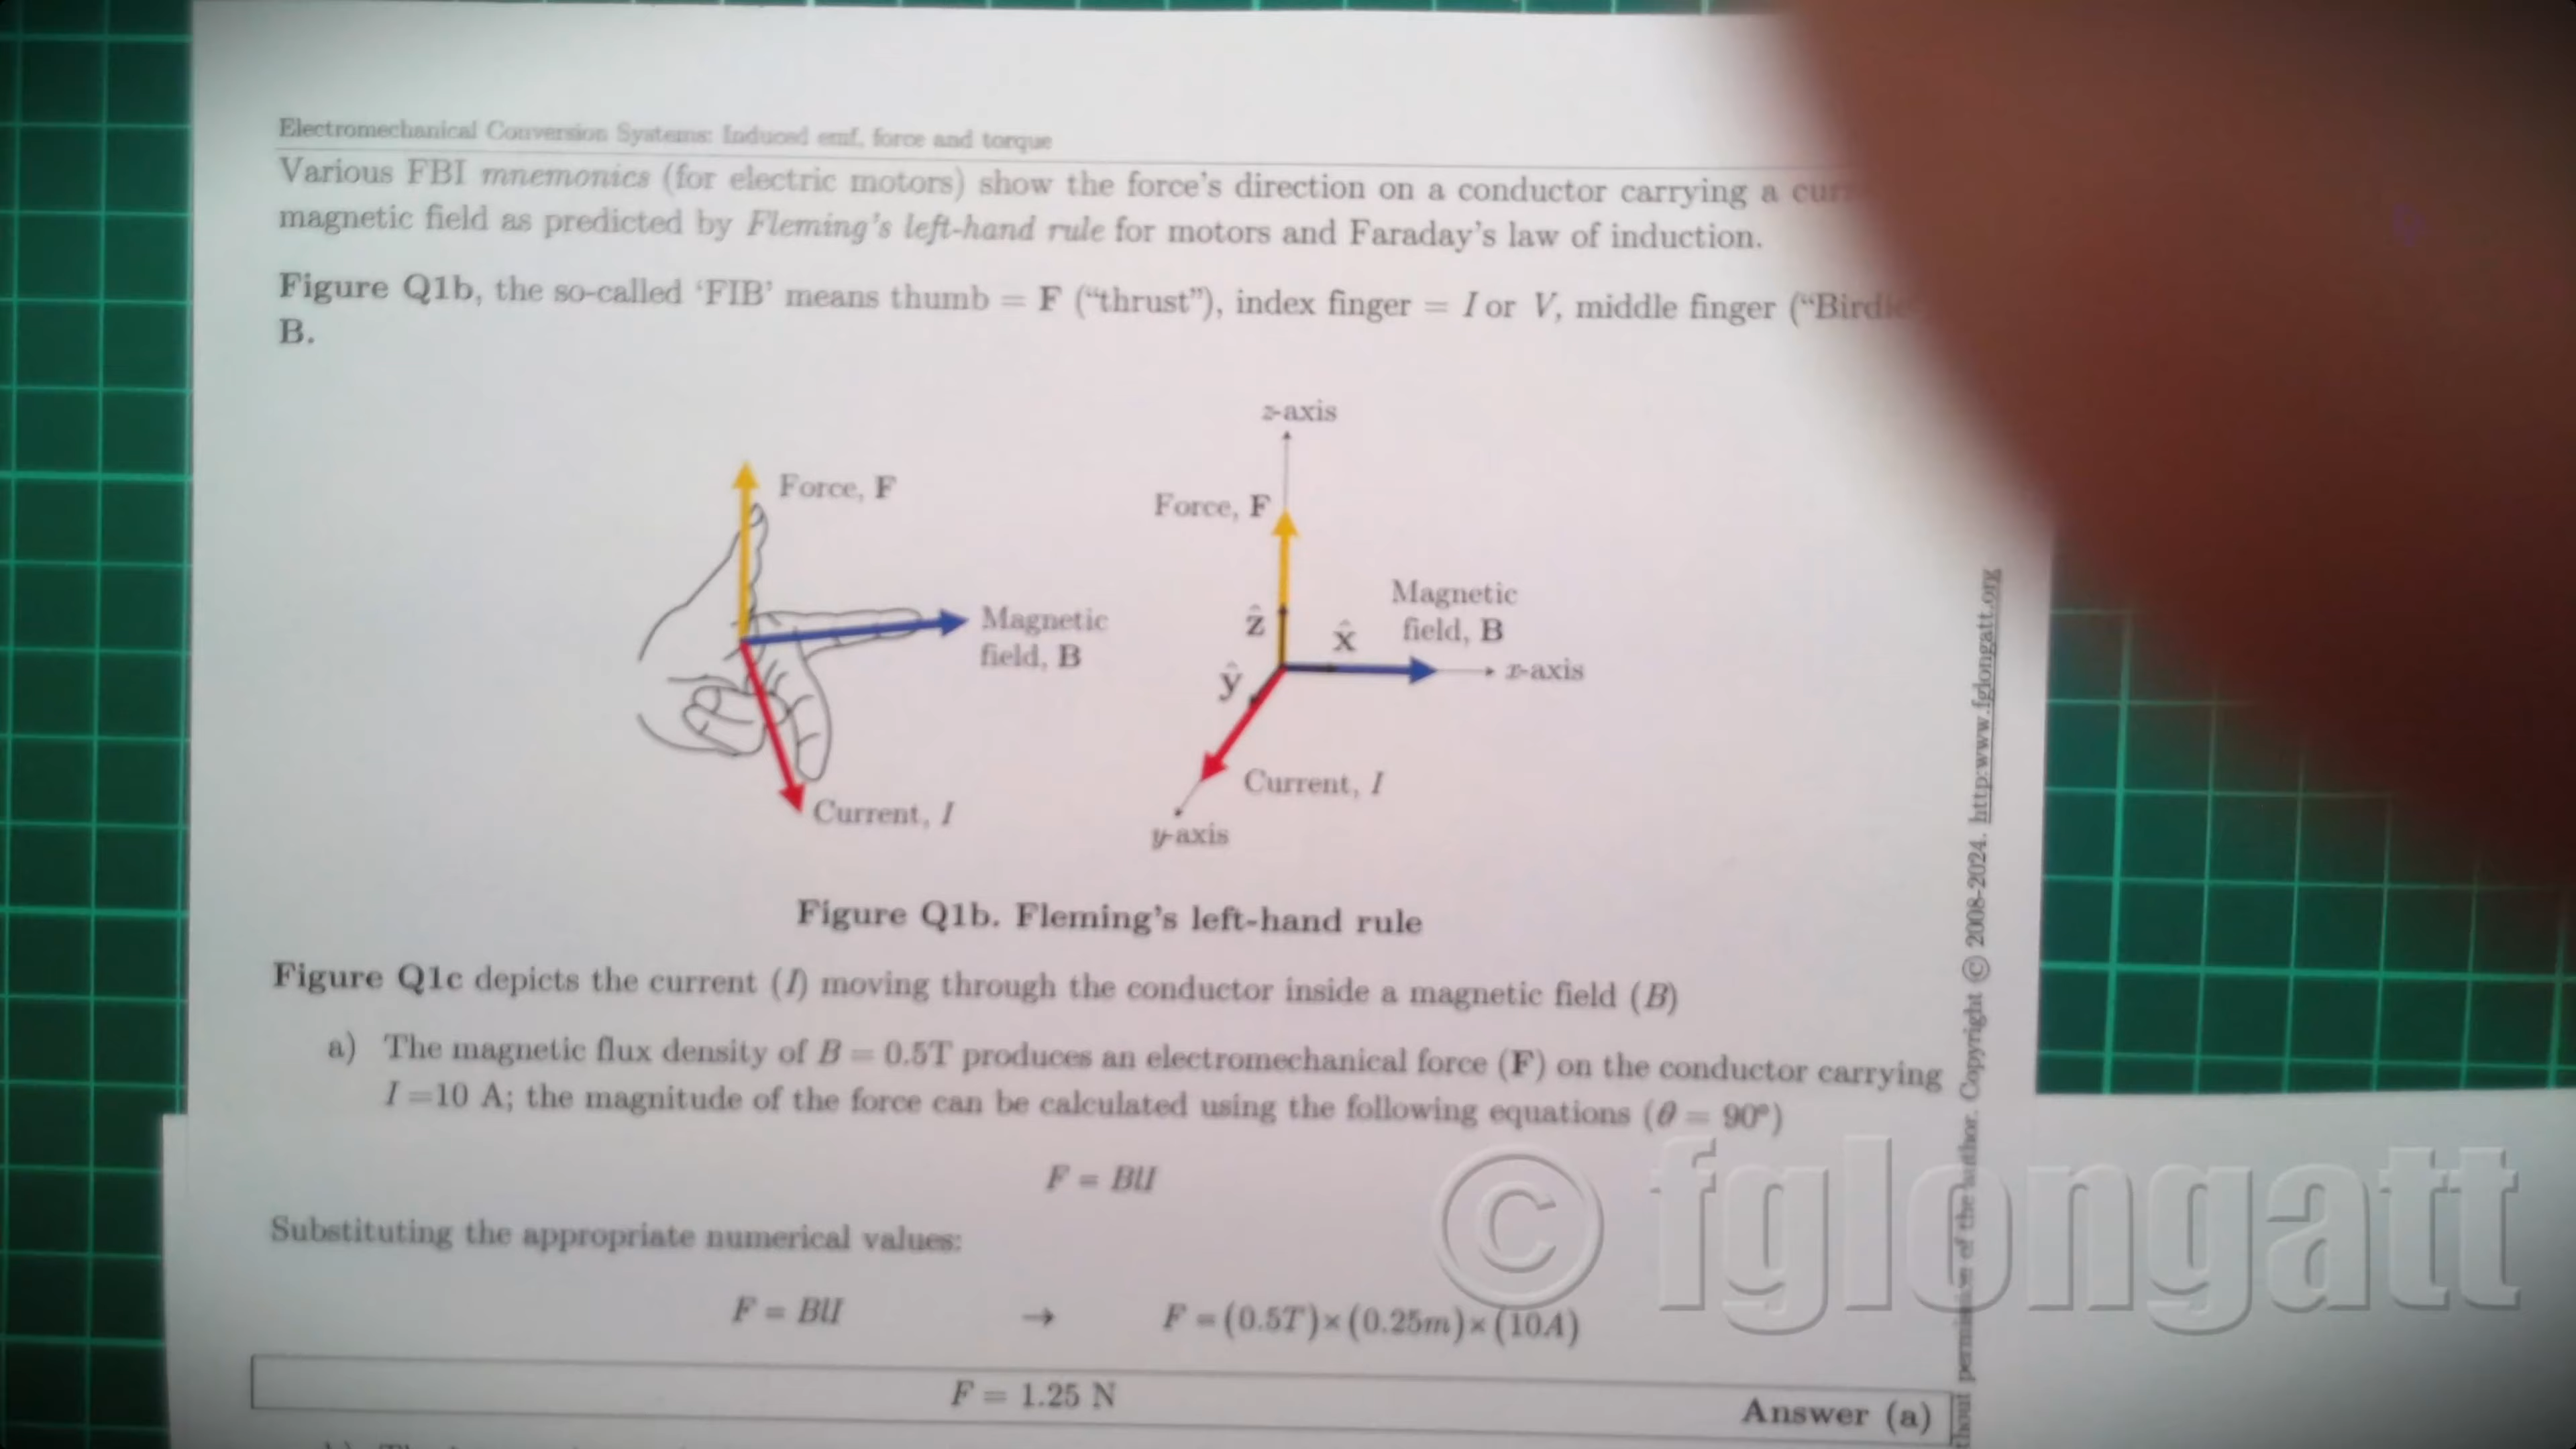 Electromechanical Conversion Systems: Induced emf, force and torque
Various FBI mnemonics (for electric motors) show the force's direction on a conductor carrying a
magnetic field as predicted by Fleming's left-hand rule for motors and Faraday's law of induction.
Figure Q1b, the so-called ‘FIB’ means thumb = F (“thrust”), index finger = I or V, middle finger (“Birdie
B.
Force, F
Magnetic
field, B
Current, I
z-axis
Force, F
Magnetic
field, B
ẑ
x̂
x-axis
ŷ
Current, I
y-axis
Figure Q1b. Fleming's left-hand rule
Figure Q1c depicts the current (I) moving through the conductor inside a magnetic field (B)
a) The magnetic flux density of B = 0.5T produces an electromechanical force (F) on the conductor carrying
I =10 A; the magnitude of the force can be calculated using the following equations (θ = 90°)
F = BlI
Substituting the appropriate numerical values:
F = BlI → F = (0.5T)×(0.25m)×(10A)
F = 1.25 N Answer (a)
permission of the author. Copyright © 2008-2024. http:www.fglongatt.org
© fglongatt